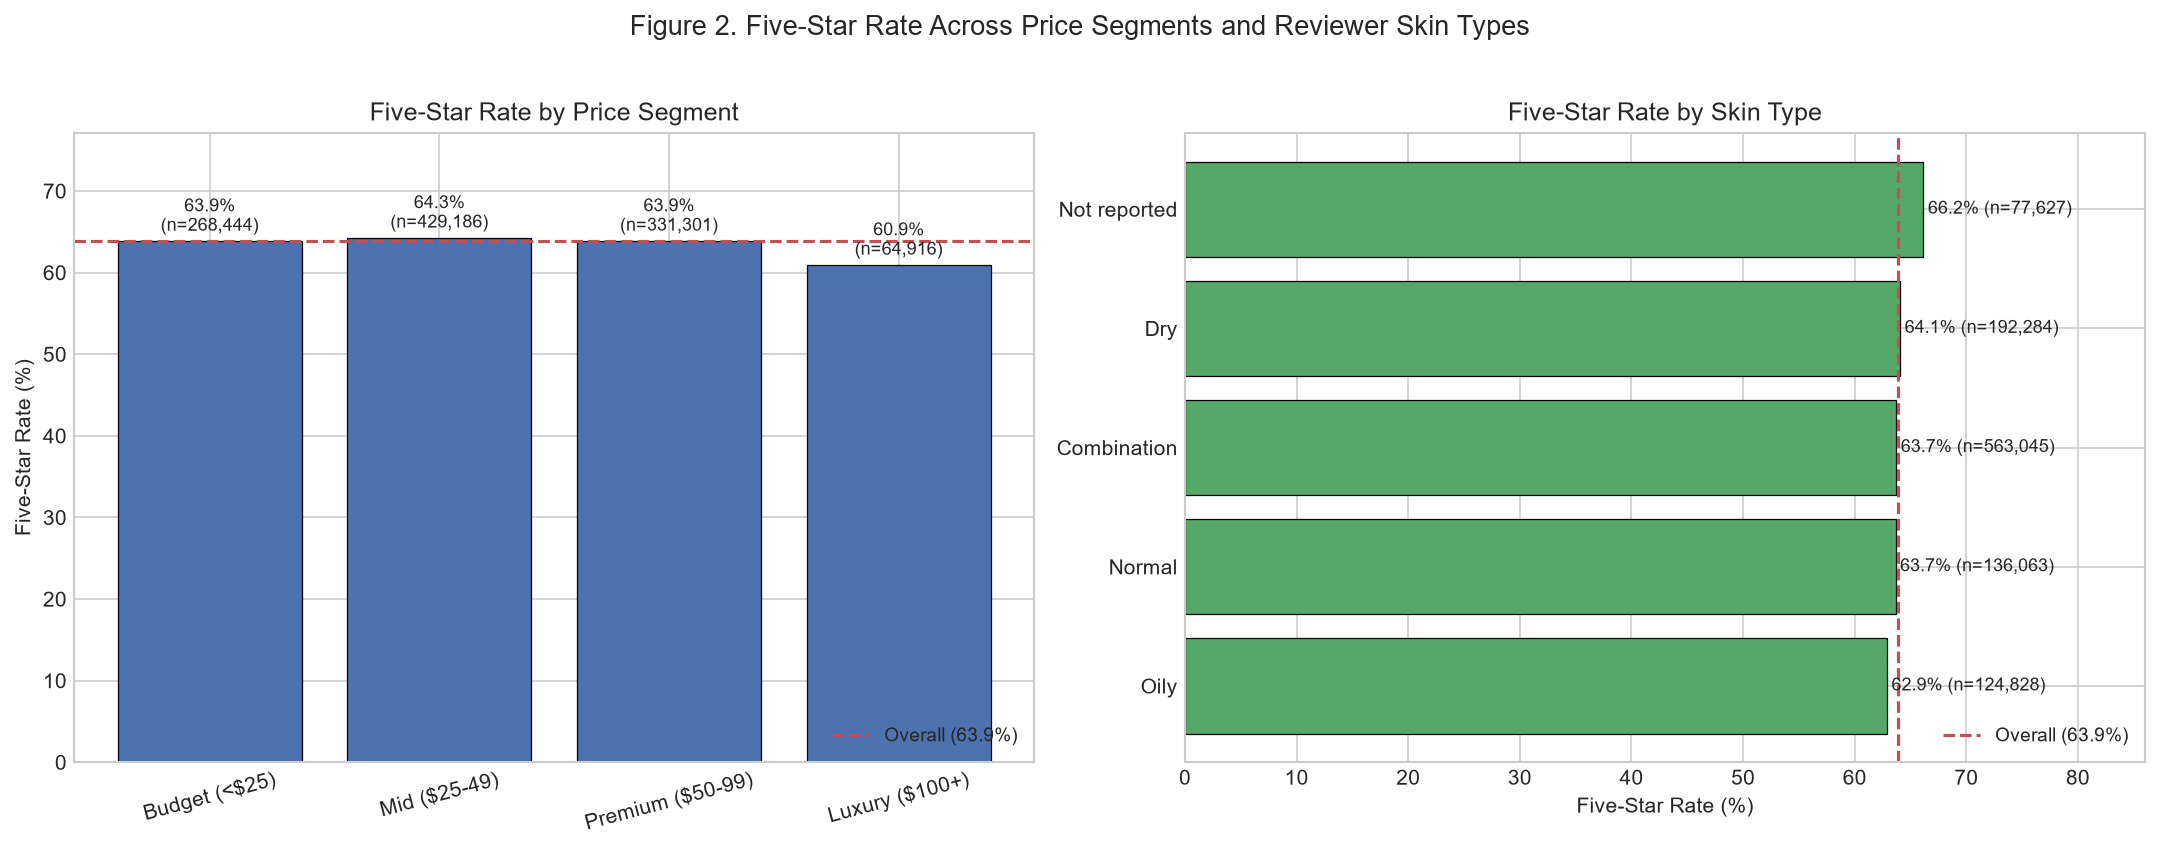 Figure 2. Five-Star Rate Across Price Segments and Reviewer Skin Types
Five-Star Rate by Price Segment
Five-Star Rate (%)
70
60
50
40
30
20
10
0
63.9%
(n=268,444)
64.3%
(n=429,186)
63.9%
(n=331,301)
60.9%
(n=64,916)
Overall (63.9%)
Budget (<$25)
Mid ($25-49)
Premium ($50-99)
Luxury ($100+)
Five-Star Rate by Skin Type
Not reported
66.2% (n=77,627)
Dry
64.1% (n=192,284)
Combination
63.7% (n=563,045)
Normal
63.7% (n=136,063)
Oily
62.9% (n=124,828)
Overall (63.9%)
0
10
20
30
40
50
60
70
80
Five-Star Rate (%)